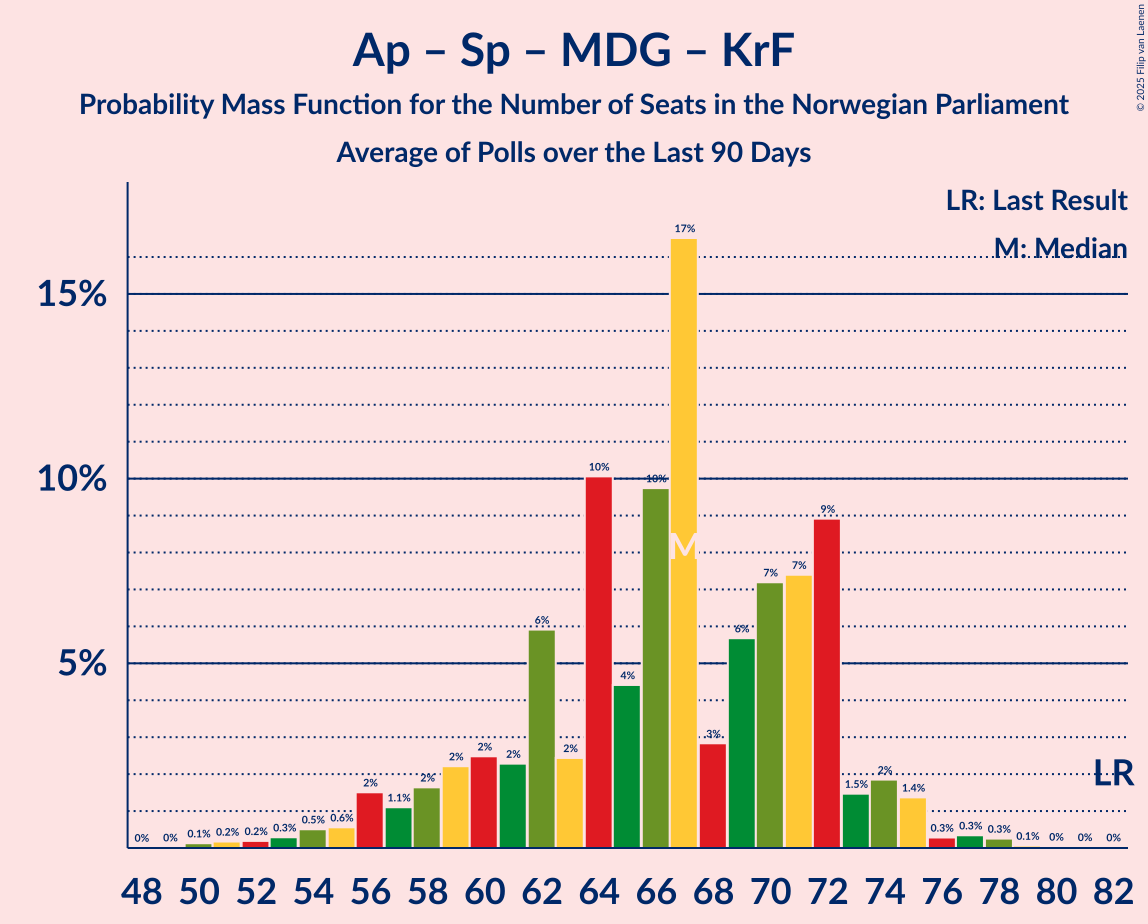 Ap – Sp – MDG – KrF
Probability Mass Function for the Number of Seats in the Norwegian Parliament
Average of Polls over the Last 90 Days
© 2025 Filip van Laenen
LR: Last Result
M: Median
15%
10%
5%
0% 0% 0.1% 0.2% 0.2% 0.3% 0.5% 0.6% 2% 1.1% 2% 2% 2% 2% 6% 2% 10% 4% 10% 17% 3% 6% 7% 7% 9% 1.5% 2% 1.4% 0.3% 0.3% 0.3% 0.1% 0% 0% 0%
M
LR
48 50 52 54 56 58 60 62 64 66 68 70 72 74 76 78 80 82